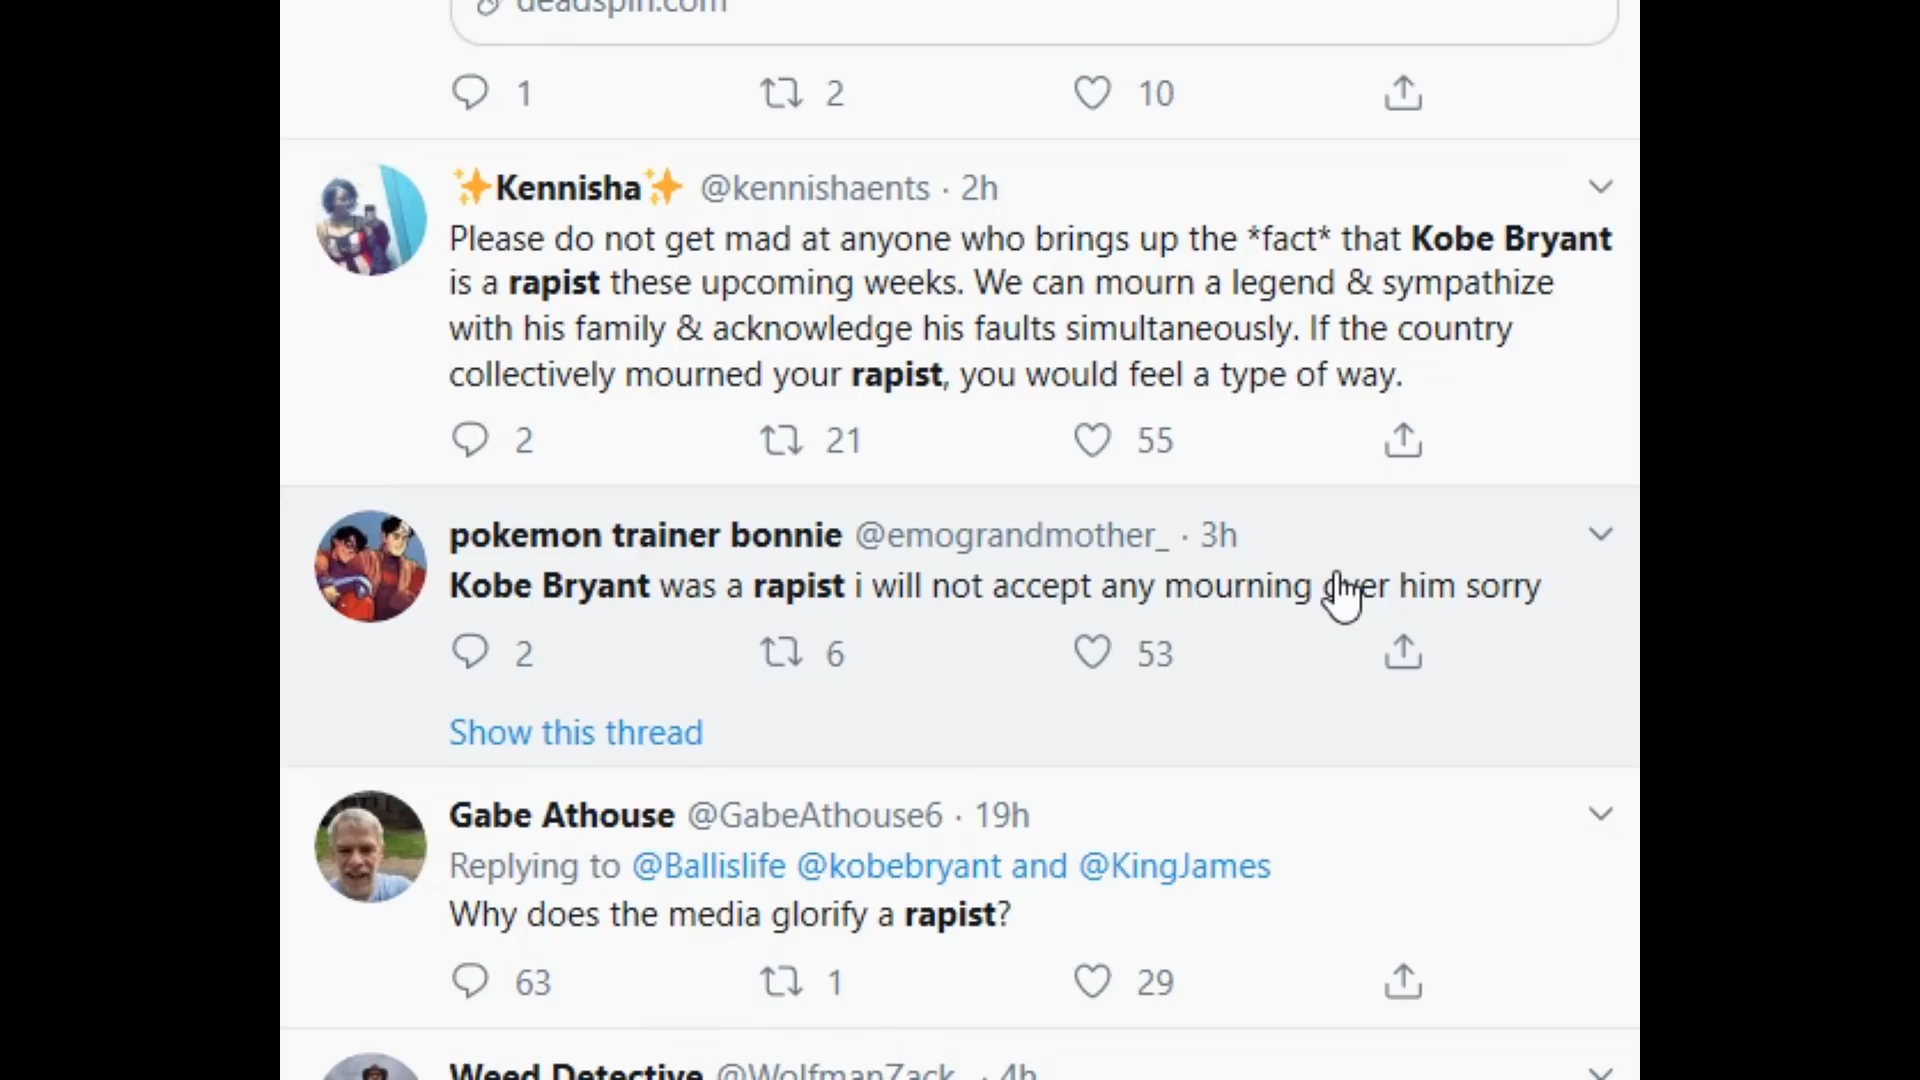 deadspin.com
1 2 10
✨Kennisha✨ @kennishaents · 2h
Please do not get mad at anyone who brings up the *fact* that Kobe Bryant
is a rapist these upcoming weeks. We can mourn a legend & sympathize
with his family & acknowledge his faults simultaneously. If the country
collectively mourned your rapist, you would feel a type of way.
2 21 55
pokemon trainer bonnie @emograndmother_ · 3h
Kobe Bryant was a rapist i will not accept any mourning over him sorry
2 6 53
Show this thread
Gabe Athouse @GabeAthouse6 · 19h
Replying to @Ballislife @kobebryant and @KingJames
Why does the media glorify a rapist?
63 1 29
Weed Detective @WolfmanZack_ · 4h